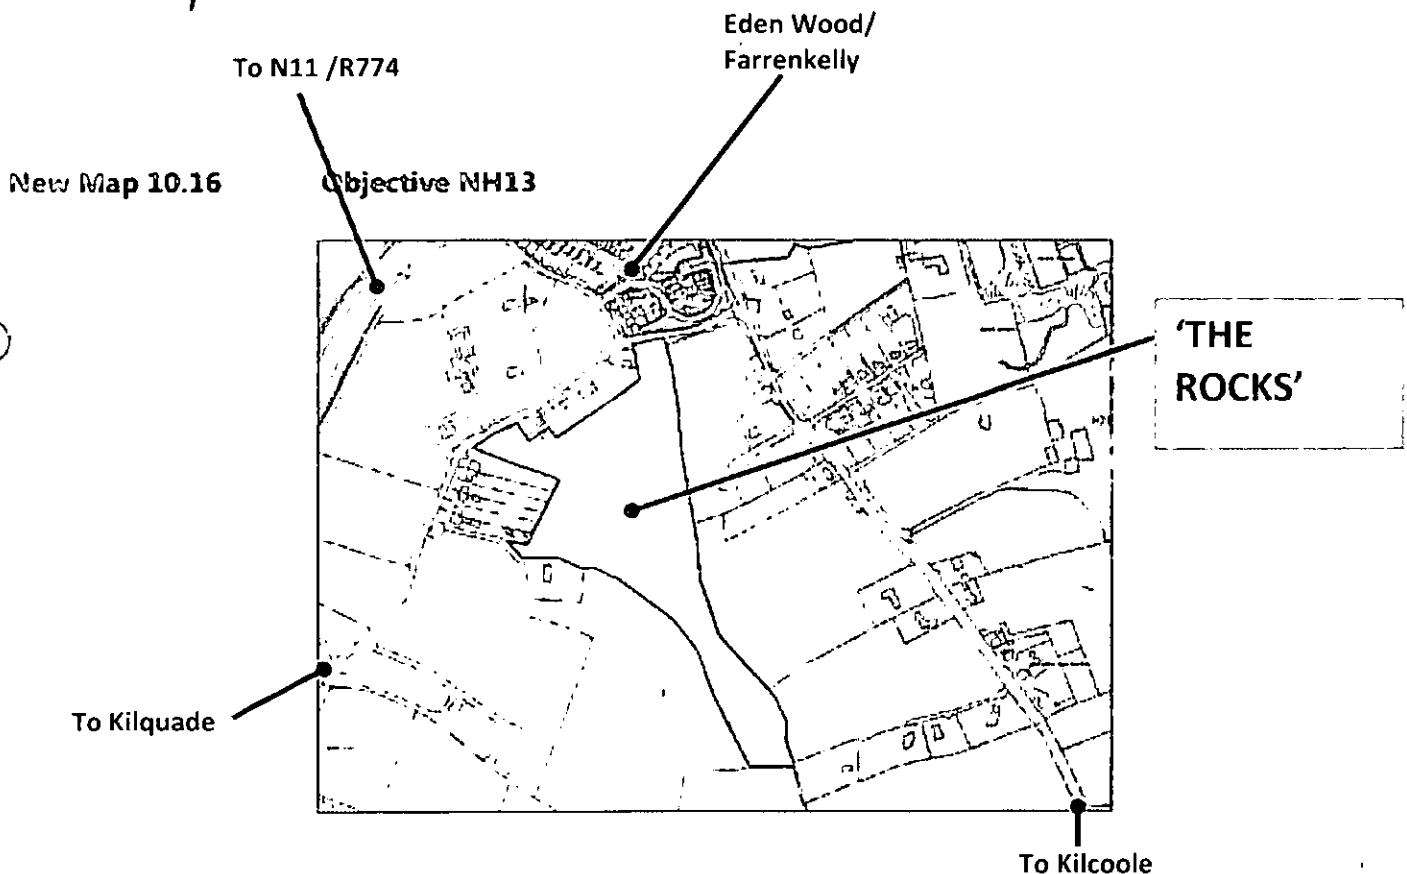 Eden Wood/
Farrenkelly
To N11 /R774
New Map 10.16 Objective NH13
‘THE
ROCKS’
To Kilquade
To Kilcoole